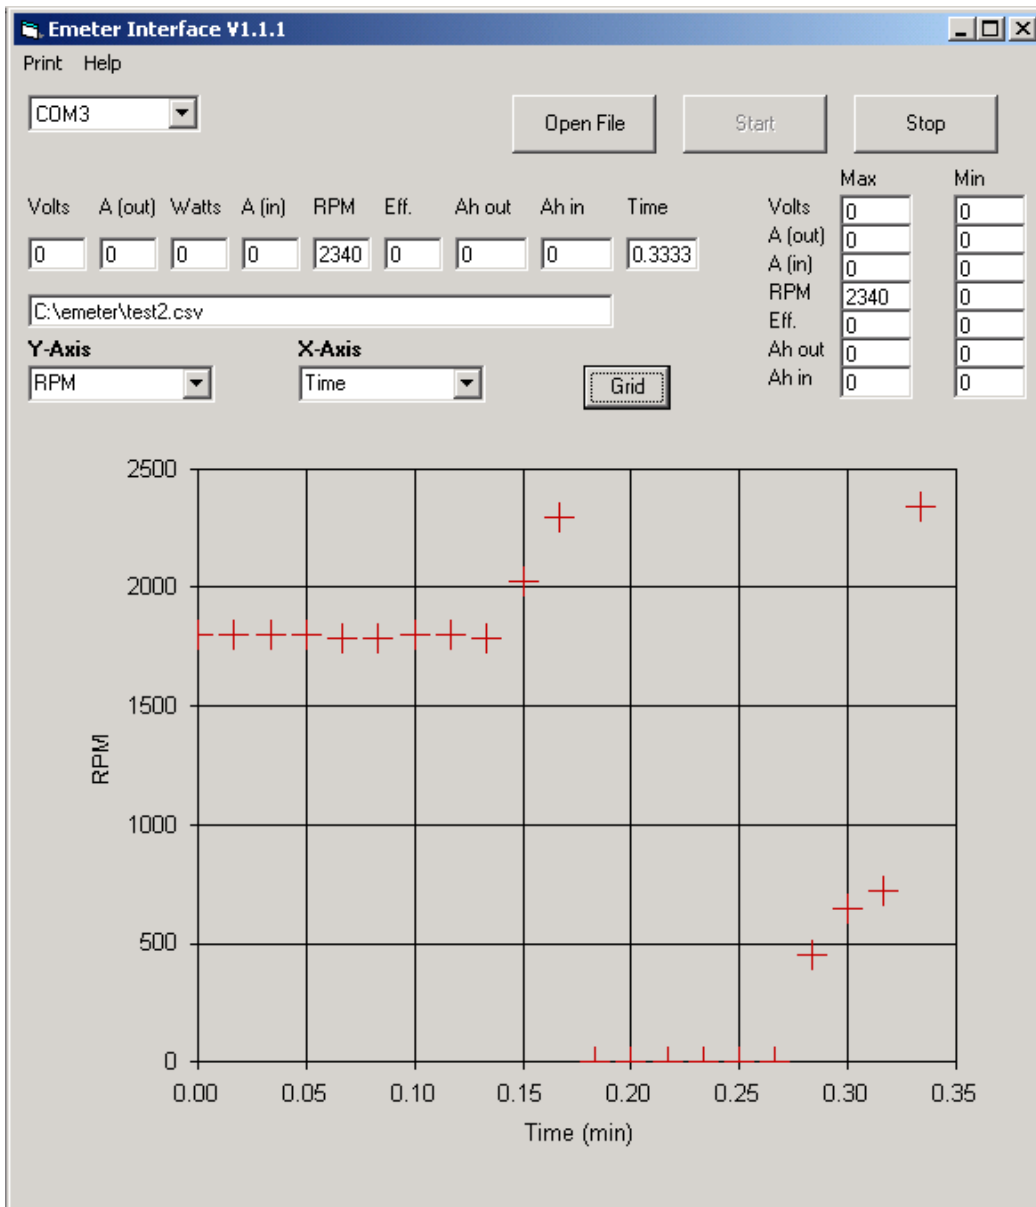 Emeter Interface V1.1.1
Print Help
COM3
Open File Start Stop
Max Min
Volts A (out) Watts A (in) RPM Eff. Ah out Ah in Time
0 0 0 0 2340 0 0 0 0.3333
Volts 0 0
A (out) 0 0
A (in) 0 0
RPM 2340 0
Eff. 0 0
Ah out 0 0
Ah in 0 0
C:\emeter\test2.csv
Y-Axis X-Axis
RPM Time
Grid
2500
2000
1500
1000
500
0
RPM
0.00 0.05 0.10 0.15 0.20 0.25 0.30 0.35
Time (min)